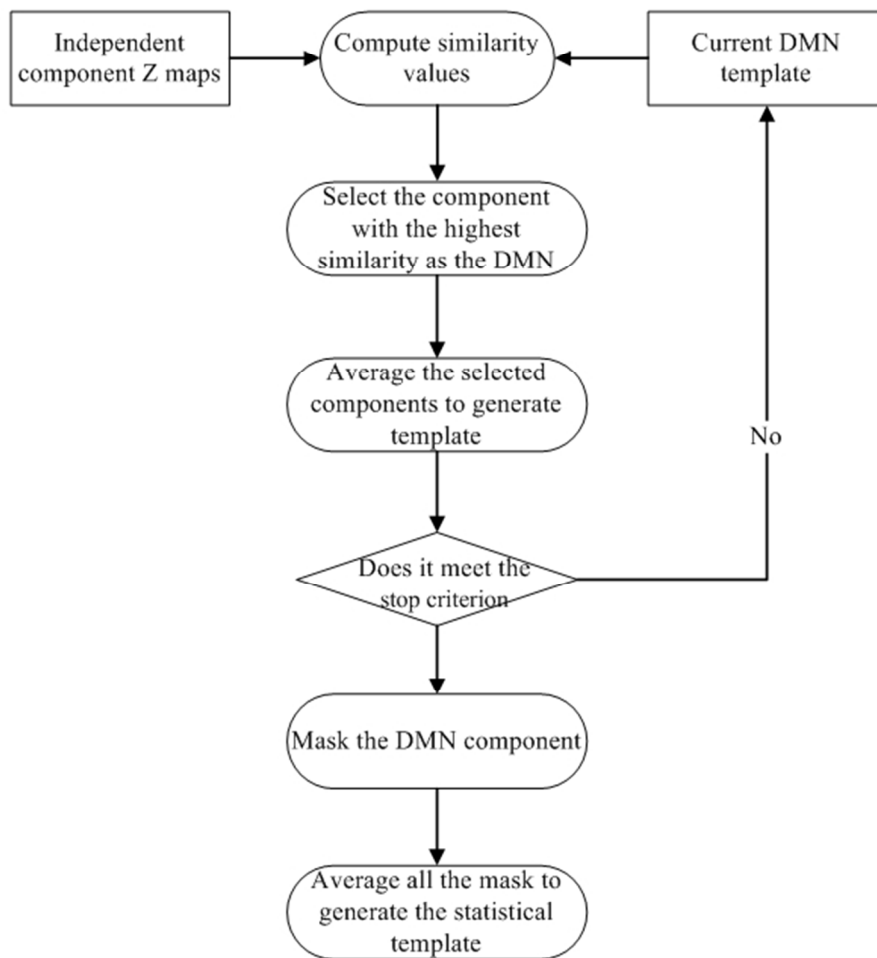 Independent
component Z maps
Compute similarity
values
Current DMN
template
Select the component
with the highest
similarity as the DMN
Average the selected
components to generate
template
No
Does it meet the
stop criterion
Mask the DMN component
Average all the mask to
generate the statistical
template